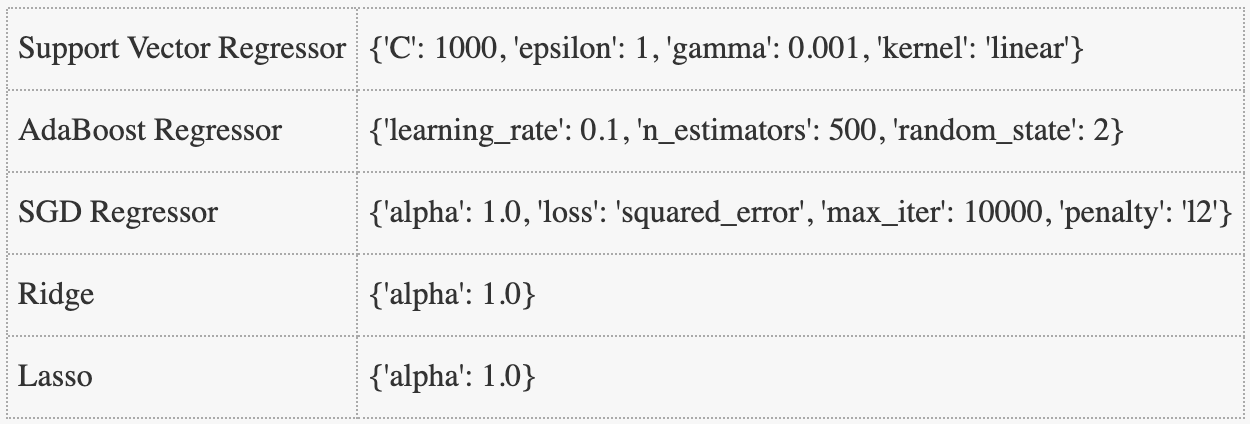 Support Vector Regressor {'C': 1000, 'epsilon': 1, 'gamma': 0.001, 'kernel': 'linear'}
AdaBoost Regressor {'learning_rate': 0.1, 'n_estimators': 500, 'random_state': 2}
SGD Regressor {'alpha': 1.0, 'loss': 'squared_error', 'max_iter': 10000, 'penalty': 'l2'}
Ridge {'alpha': 1.0}
Lasso {'alpha': 1.0}